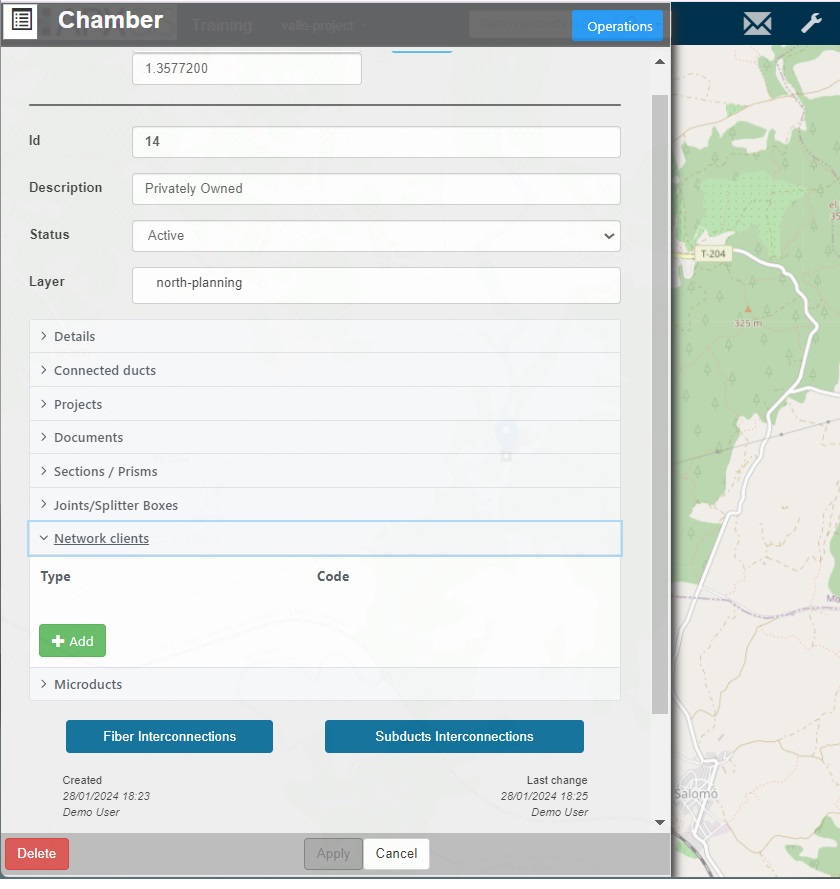 Chamber
Training
valls-project
Operations
1.3577200
Id
14
Description
Privately Owned
Status
Active
Layer
north-planning
Details
Connected ducts
Projects
Documents
Sections / Prisms
Joints/Splitter Boxes
Network clients
Type Code
Add
Microducts
Fiber Interconnections Subducts Interconnections
Created Last change
28/01/2024 18:23 28/01/2024 18:25
Demo User Demo User
Delete Apply Cancel
T-204
325 m
Salomó